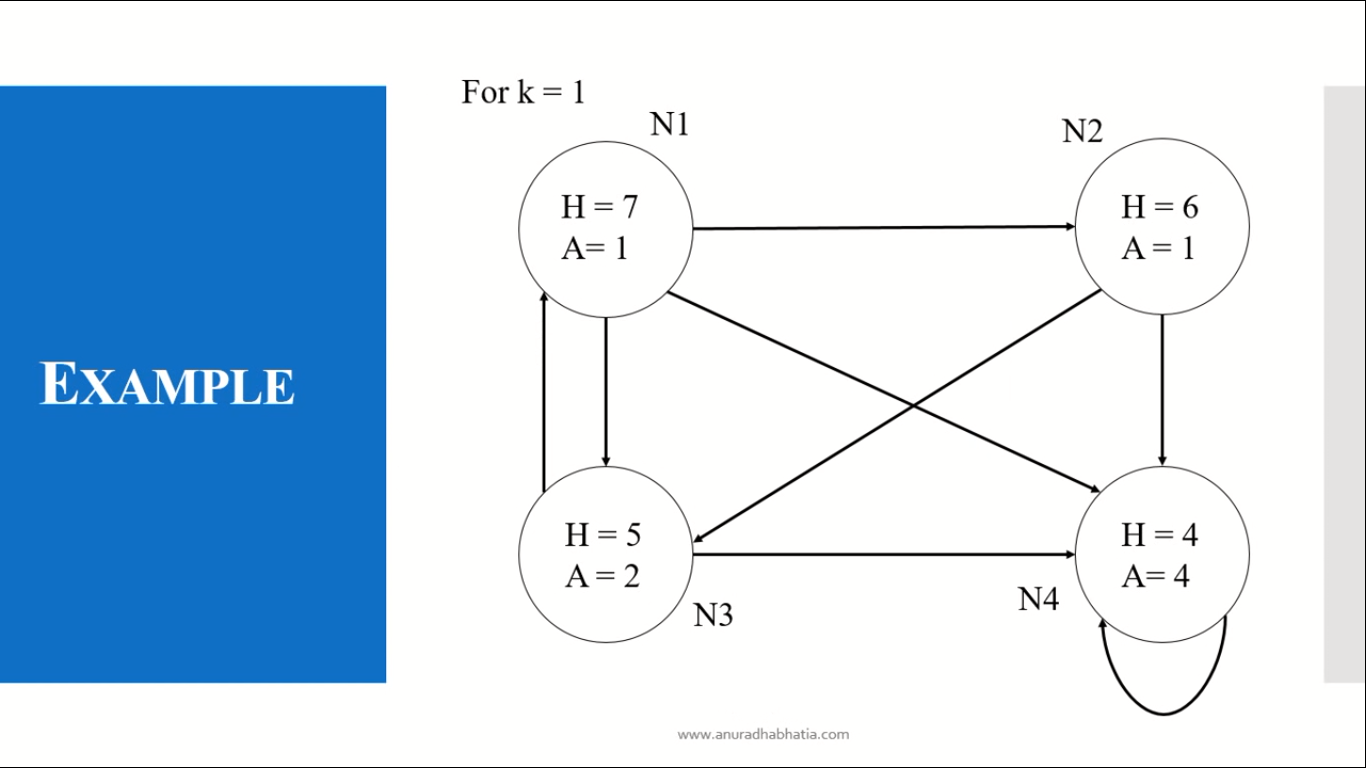 For k = 1
N1
N2
H = 7
A= 1
H = 6
A = 1
EXAMPLE
H = 5
A = 2
H = 4
A= 4
N4
N3
www.anuradhabhatia.com